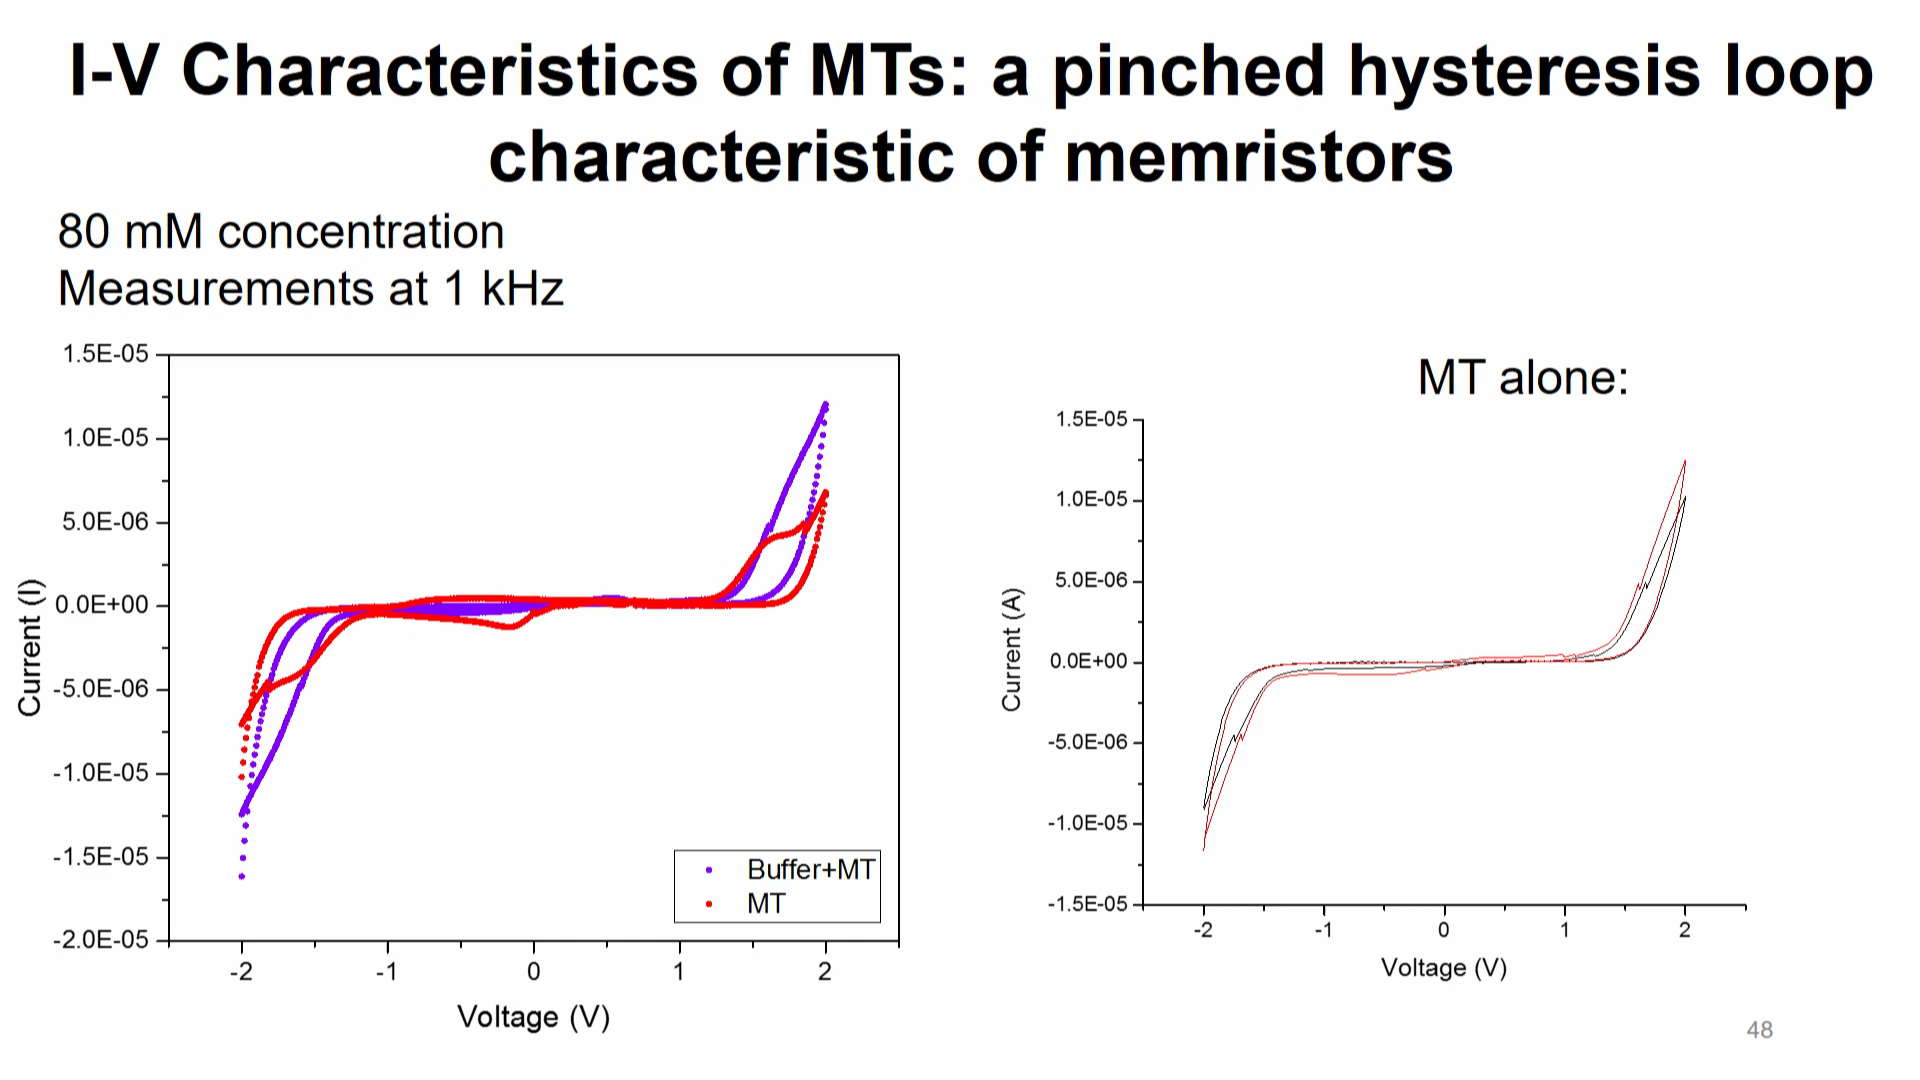 I-V Characteristics of MTs: a pinched hysteresis loop
characteristic of memristors
80 mM concentration
Measurements at 1 kHz
1.5E-05
1.0E-05
5.0E-06
0.0E+00
-5.0E-06
-1.0E-05
-1.5E-05
-2.0E-05
Current (I)
-2 -1 0 1 2
Voltage (V)
Buffer+MT
MT
MT alone:
1.5E-05
1.0E-05
5.0E-06
0.0E+00
-5.0E-06
-1.0E-05
-1.5E-05
Current (A)
-2 -1 0 1 2
Voltage (V)
48